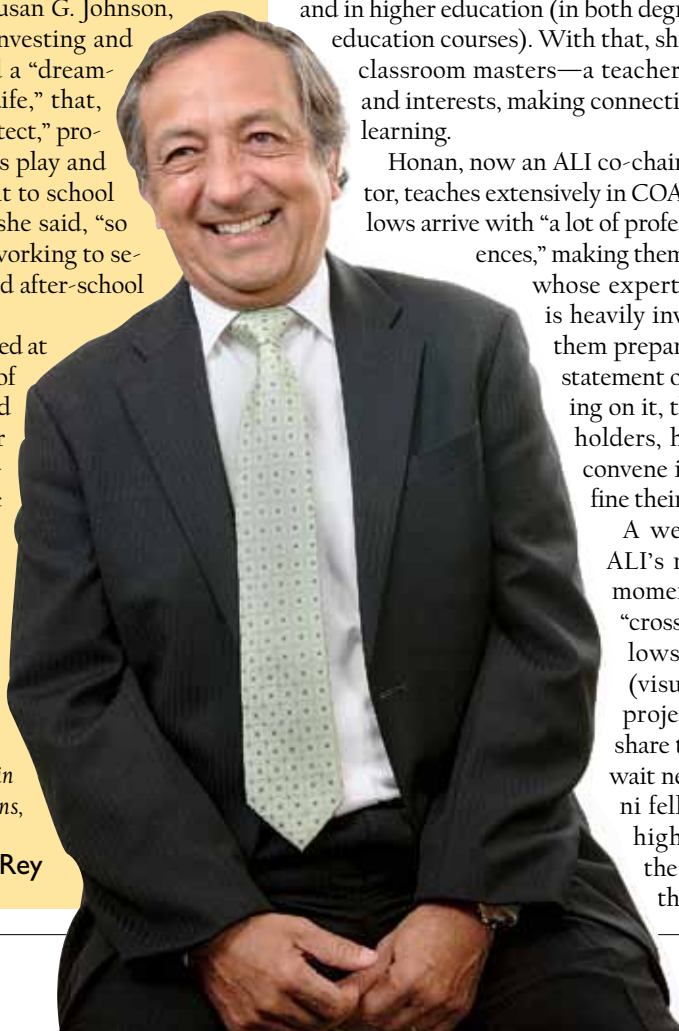 usan G. Johnson,
nvesting and
a “dream-
ife,” that,
tect,” pro-
s play and
t to school
she said, “so
working to se-
d after-school
ed at
of
d
r
in
ns,
Rey
and in higher education (in both degr
education courses). With that, sh
classroom masters—a teacher
and interests, making connecti
learning.
Honan, now an ALI co-chair
tor, teaches extensively in COA
lows arrive with “a lot of profe
ences,” making them
whose expert
is heavily inv
them prepar
statement o
ing on it, t
holders, h
convene i
fine their
A we
ALI’s r
momen
“cross
lows
(visu
proje
share t
wait ne
ni fell
high
the
th